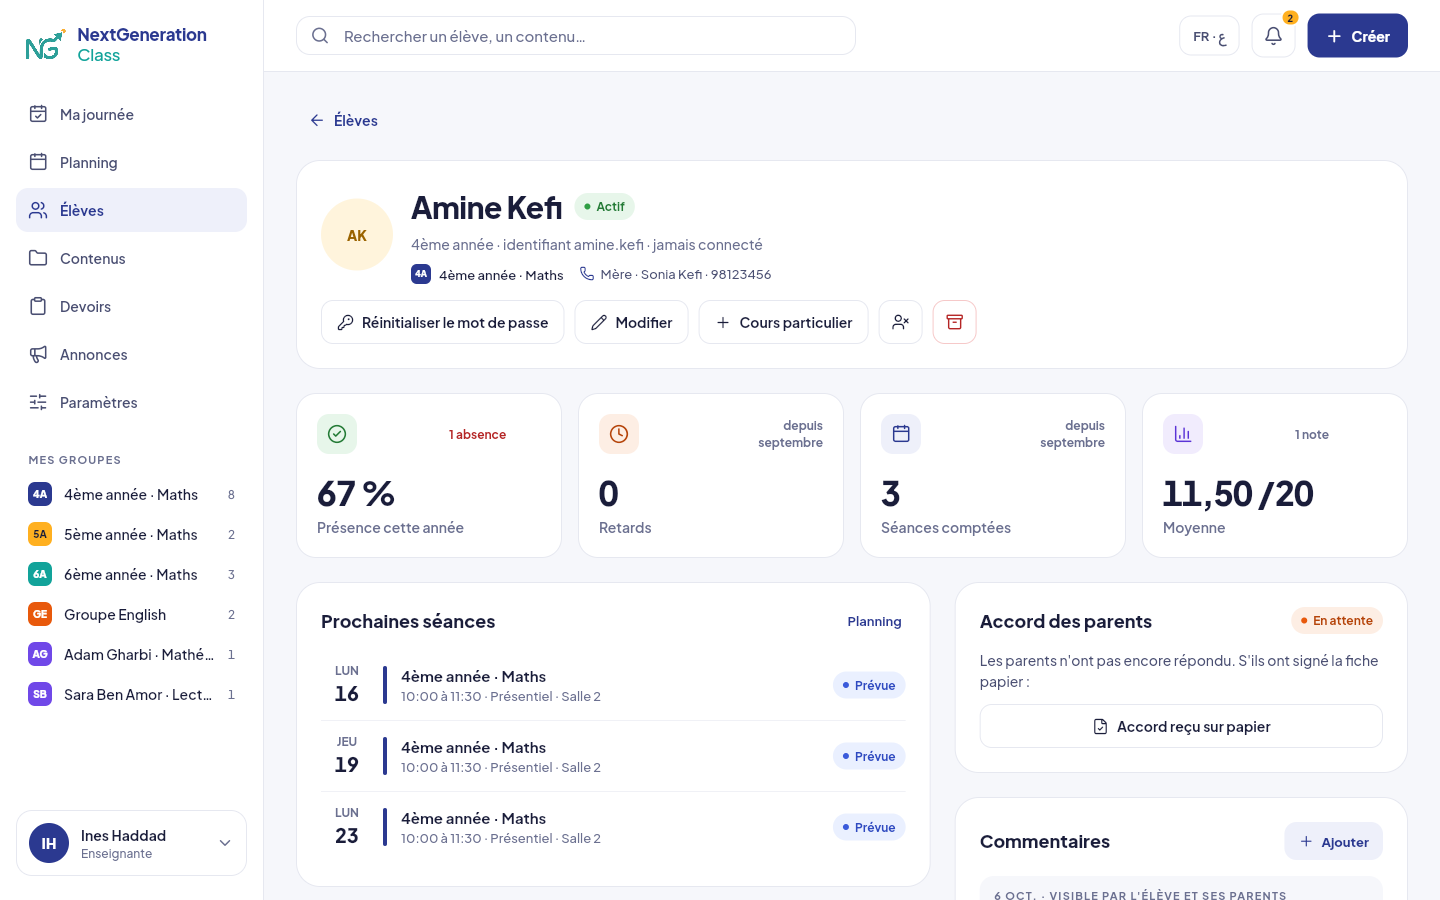 NextGeneration
Class
Rechercher un élève, un contenu...
FR · ع
2
Créer
Ma journée
Planning
Élèves
Contenus
Devoirs
Annonces
Paramètres
MES GROUPES
4A 4ème année · Maths 8
5A 5ème année · Maths 2
6A 6ème année · Maths 3
GE Groupe English 2
AG Adam Gharbi · Mathé... 1
SB Sara Ben Amor · Lect... 1
IH Ines Haddad
Enseignante
Élèves
AK
Amine Kefi Actif
4ème année · identifiant amine.kefi · jamais connecté
4A 4ème année · Maths Mère · Sonia Kefi · 98123456
Réinitialiser le mot de passe Modifier Cours particulier
1 absence
67 %
Présence cette année
depuis
septembre
0
Retards
depuis
septembre
3
Séances comptées
1 note
11,50 /20
Moyenne
Prochaines séances Planning
LUN
16
4ème année · Maths
10:00 à 11:30 · Présentiel · Salle 2
Prévue
JEU
19
4ème année · Maths
10:00 à 11:30 · Présentiel · Salle 2
Prévue
LUN
23
4ème année · Maths
10:00 à 11:30 · Présentiel · Salle 2
Prévue
Accord des parents En attente
Les parents n'ont pas encore répondu. S'ils ont signé la fiche
papier :
Accord reçu sur papier
Commentaires Ajouter
6 OCT. · VISIBLE PAR L'ÉLÈVE ET SES PARENTS